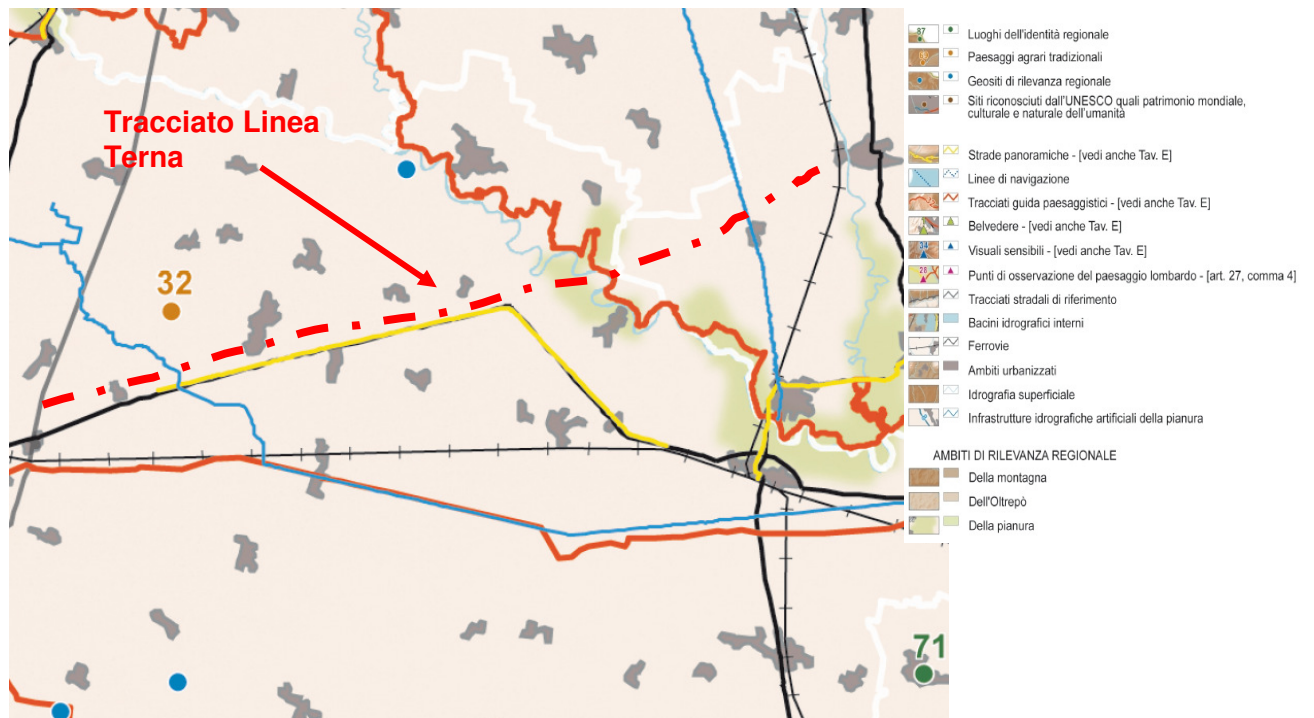 Tracciato Linea
Terna
32
71
87
Luoghi dell'identità regionale
Paesaggi agrari tradizionali
Geositi di rilevanza regionale
Siti riconosciuti dall'UNESCO quali patrimonio mondiale,
culturale e naturale dell'umanità
Strade panoramiche - [vedi anche Tav. E]
Linee di navigazione
Tracciati guida paesaggistici - [vedi anche Tav. E]
Belvedere - [vedi anche Tav. E]
34
Visuali sensibili - [vedi anche Tav. E]
28
Punti di osservazione del paesaggio lombardo - [art. 27, comma 4]
Tracciati stradali di riferimento
Bacini idrografici interni
Ferrovie
Ambiti urbanizzati
Idrografia superficiale
Infrastrutture idrografiche artificiali della pianura
AMBITI DI RILEVANZA REGIONALE
Della montagna
Dell'Oltrepò
Della pianura